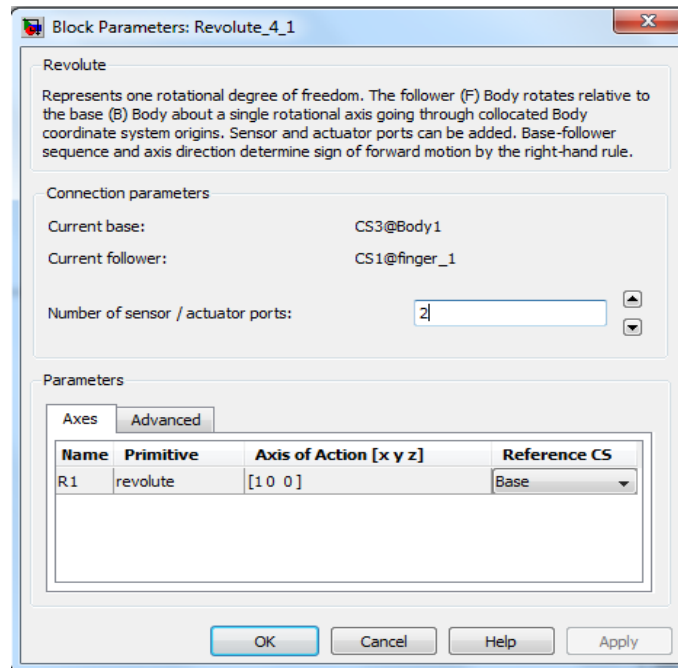 Block Parameters: Revolute_4_1
Revolute
Represents one rotational degree of freedom. The follower (F) Body rotates relative to
the base (B) Body about a single rotational axis going through collocated Body
coordinate system origins. Sensor and actuator ports can be added. Base-follower
sequence and axis direction determine sign of forward motion by the right-hand rule.
Connection parameters
Current base: CS3@Body1
Current follower: CS1@finger_1
Number of sensor / actuator ports: 2
Parameters
Axes Advanced
Name Primitive Axis of Action [x y z] Reference CS
R1 revolute [1 0 0] Base
OK Cancel Help Apply